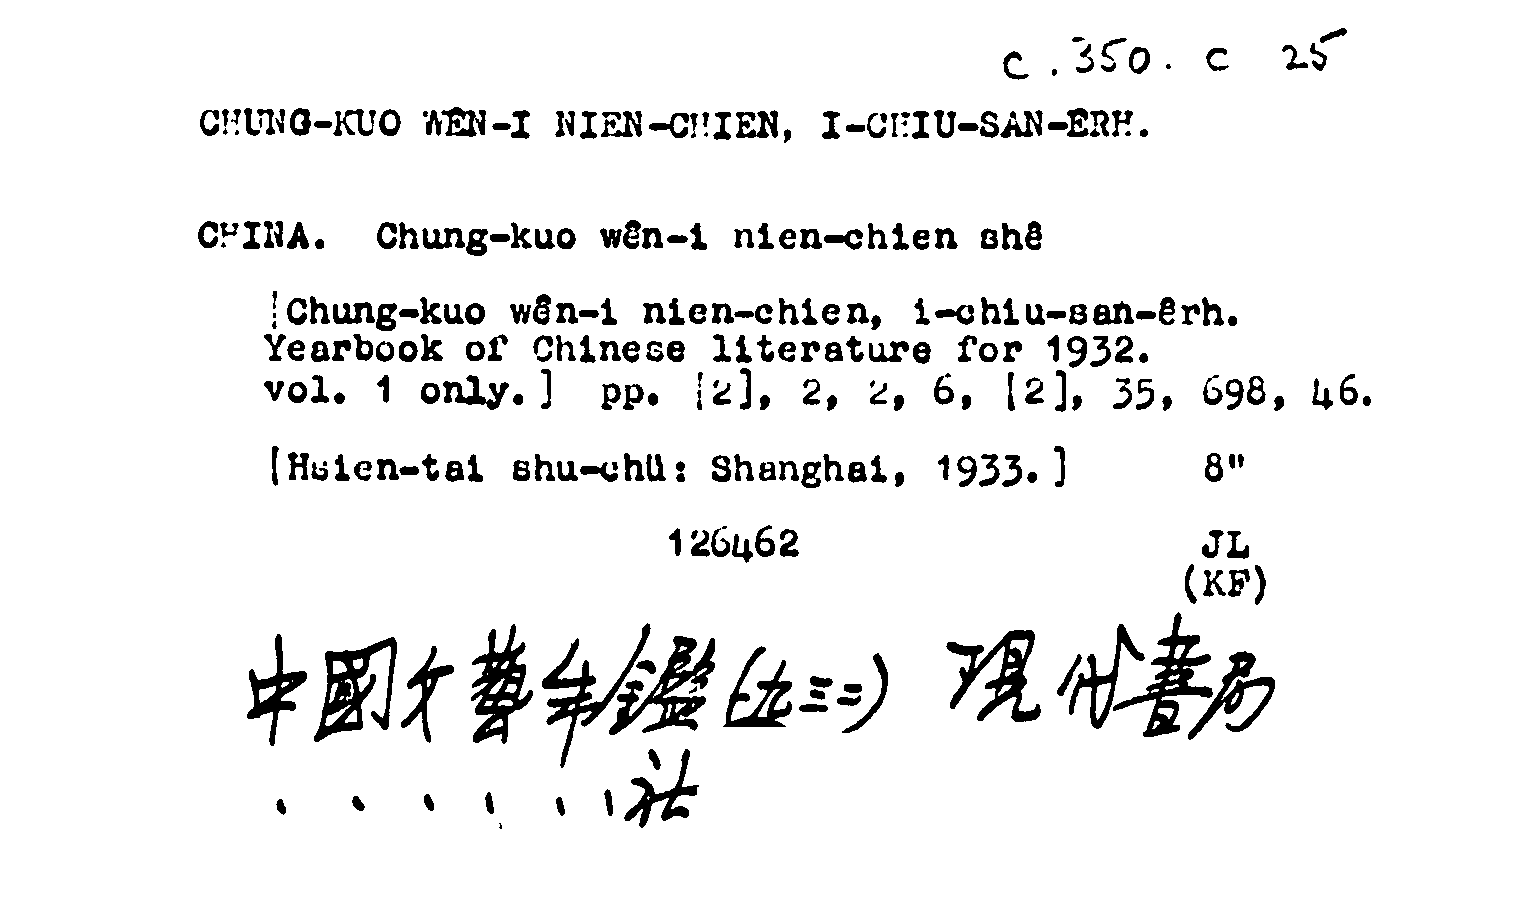 c.350.c 25
CHUNG-KUO WÊN-I NIEN-CHIEN, I-CHIU-SAN-ÊRH.
CHINA. Chung-kuo wên-i nien-chien shê
[Chung-kuo wên-i nien-chien, i-chiu-san-êrh.
Yearbook of Chinese literature for 1932.
vol. 1 only.] pp. [2], 2, 2, 6, [2], 35, 698, 46.
[Hsien-tai shu-chü: Shanghai, 1933.] 8"
126462 JL
(KF)
中國文藝年鑑(一九三二) 現代書局
、、、、、、社